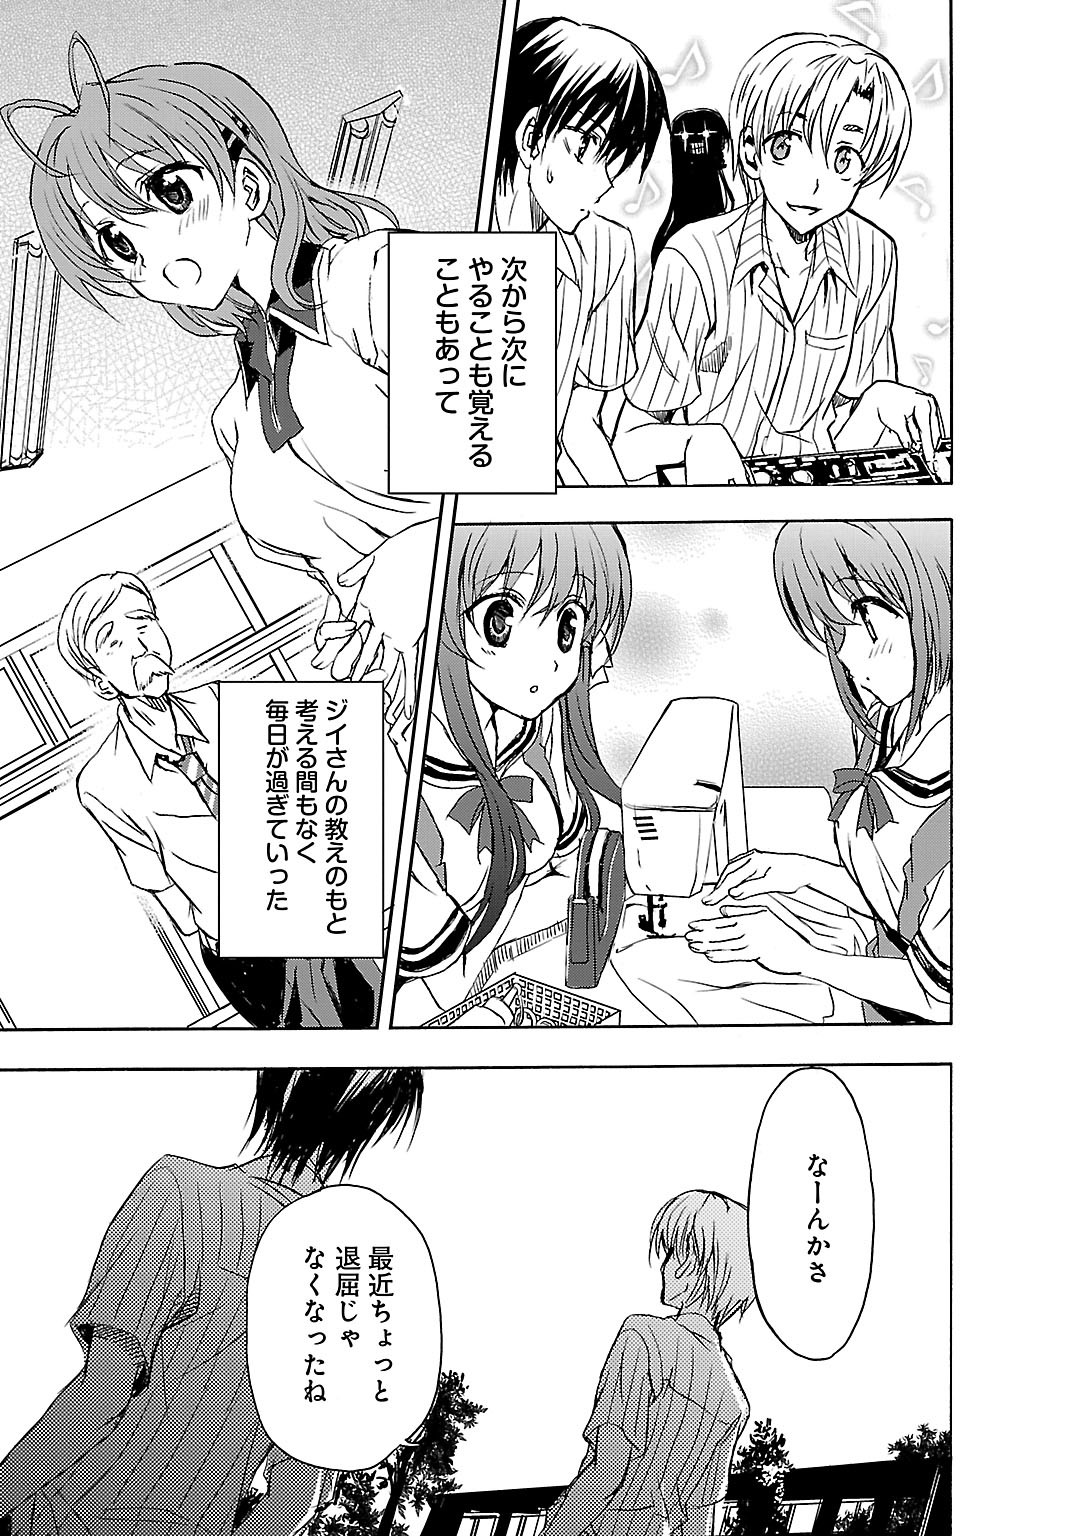 次から次に
やることも覚える
こともあって
ジイさんの教えのもと
考える間もなく
毎日が過ぎていった
なーんかさ
最近ちょっと
退屈じゃ
なくなったね